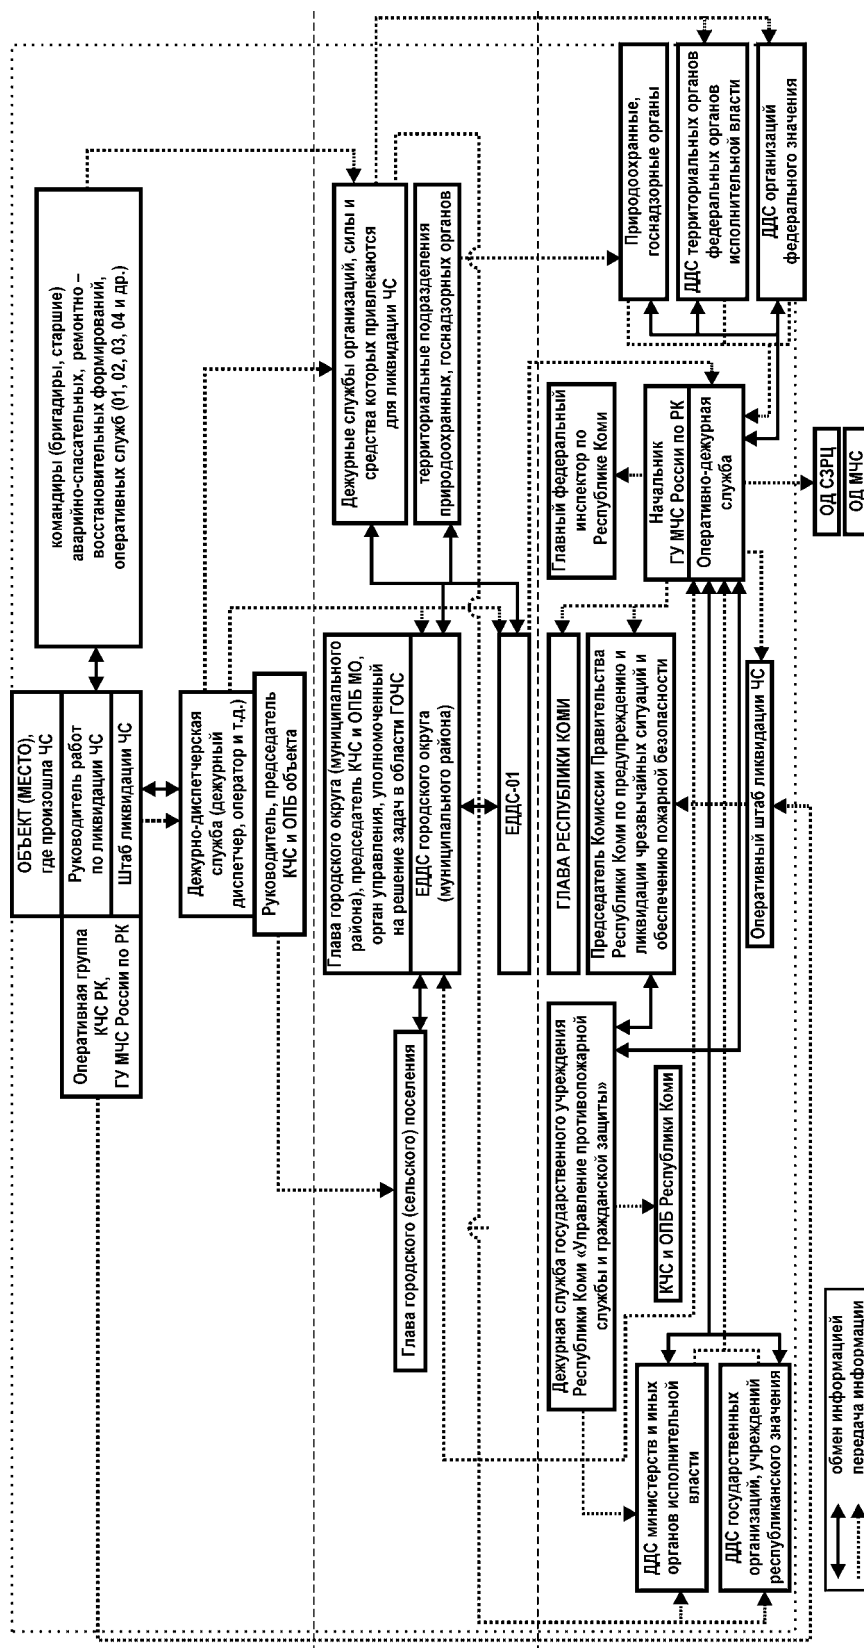 ОБЪЕКТ (МЕСТО),
где произошла ЧС
Руководитель работ
по ликвидации ЧС
Штаб ликвидации ЧС
Оперативная группа
КЧС РК,
ГУ МЧС России по РК
командиры (бригадиры, старшие)
аварийно-спасательных, ремонтно –
восстановительных формирований,
оперативных служб (01, 02, 03, 04 и др.)
Дежурно-диспетчерская
служба (дежурный
диспетчер, оператор и т.д.)
Руководитель, председатель
КЧС и ОПБ объекта
Дежурные службы организаций, силы и
средства которых привлекаются
для ликвидации ЧС
территориальные подразделения
природоохранных, госнадзорных органов
Глава городского округа (муниципального
района), председатель КЧС и ОПБ МО,
орган управления, уполномоченный
на решение задач в области ГОЧС
ЕДДС городского округа
(муниципального района)
ЕДДС-01
Глава городского (сельского) поселения
Природоохранные,
госнадзорные органы
ДДС территориальных органов
федеральных органов
исполнительной власти
ДДС организаций
федерального значения
Главный федеральный
инспектор по
Республике Коми
Начальник
ГУ МЧС России по РК
Оперативно-дежурная
служба
ОД СЗРЦ
ОД МЧС
ГЛАВА РЕСПУБЛИКИ КОМИ
Председатель Комиссии Правительства
Республики Коми по предупреждению и
ликвидации чрезвычайных ситуаций и
обеспечению пожарной безопасности
Оперативный штаб ликвидации ЧС
Дежурная служба государственного учреждения
Республики Коми «Управление противопожарной
службы и гражданской защиты»
КЧС и ОПБ Республики Коми
ДДС министерств и иных
органов исполнительной
власти
ДДС государственных
организаций, учреждений
республиканского значения
обмен информацией
передача информации